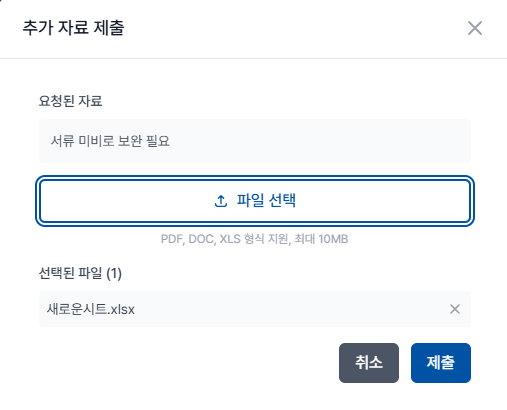 추가 자료 제출
요청된 자료
서류 미비로 보완 필요
파일 선택
PDF, DOC, XLS 형식 지원, 최대 10MB
선택된 파일 (1)
새로운시트.xlsx
취소 제출